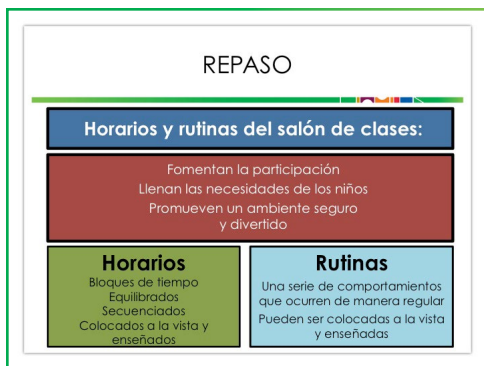 REPASO
Horarios y rutinas del salón de clases:
Fomentan la participación
Llenan las necesidades de los niños
Promueven un ambiente seguro
y divertido
Horarios
Bloques de tiempo
Equilibrados
Secuenciados
Colocados a la vista y
enseñados
Rutinas
Una serie de comportamientos
que ocurren de manera regular
Pueden ser colocadas a la vista
y enseñadas